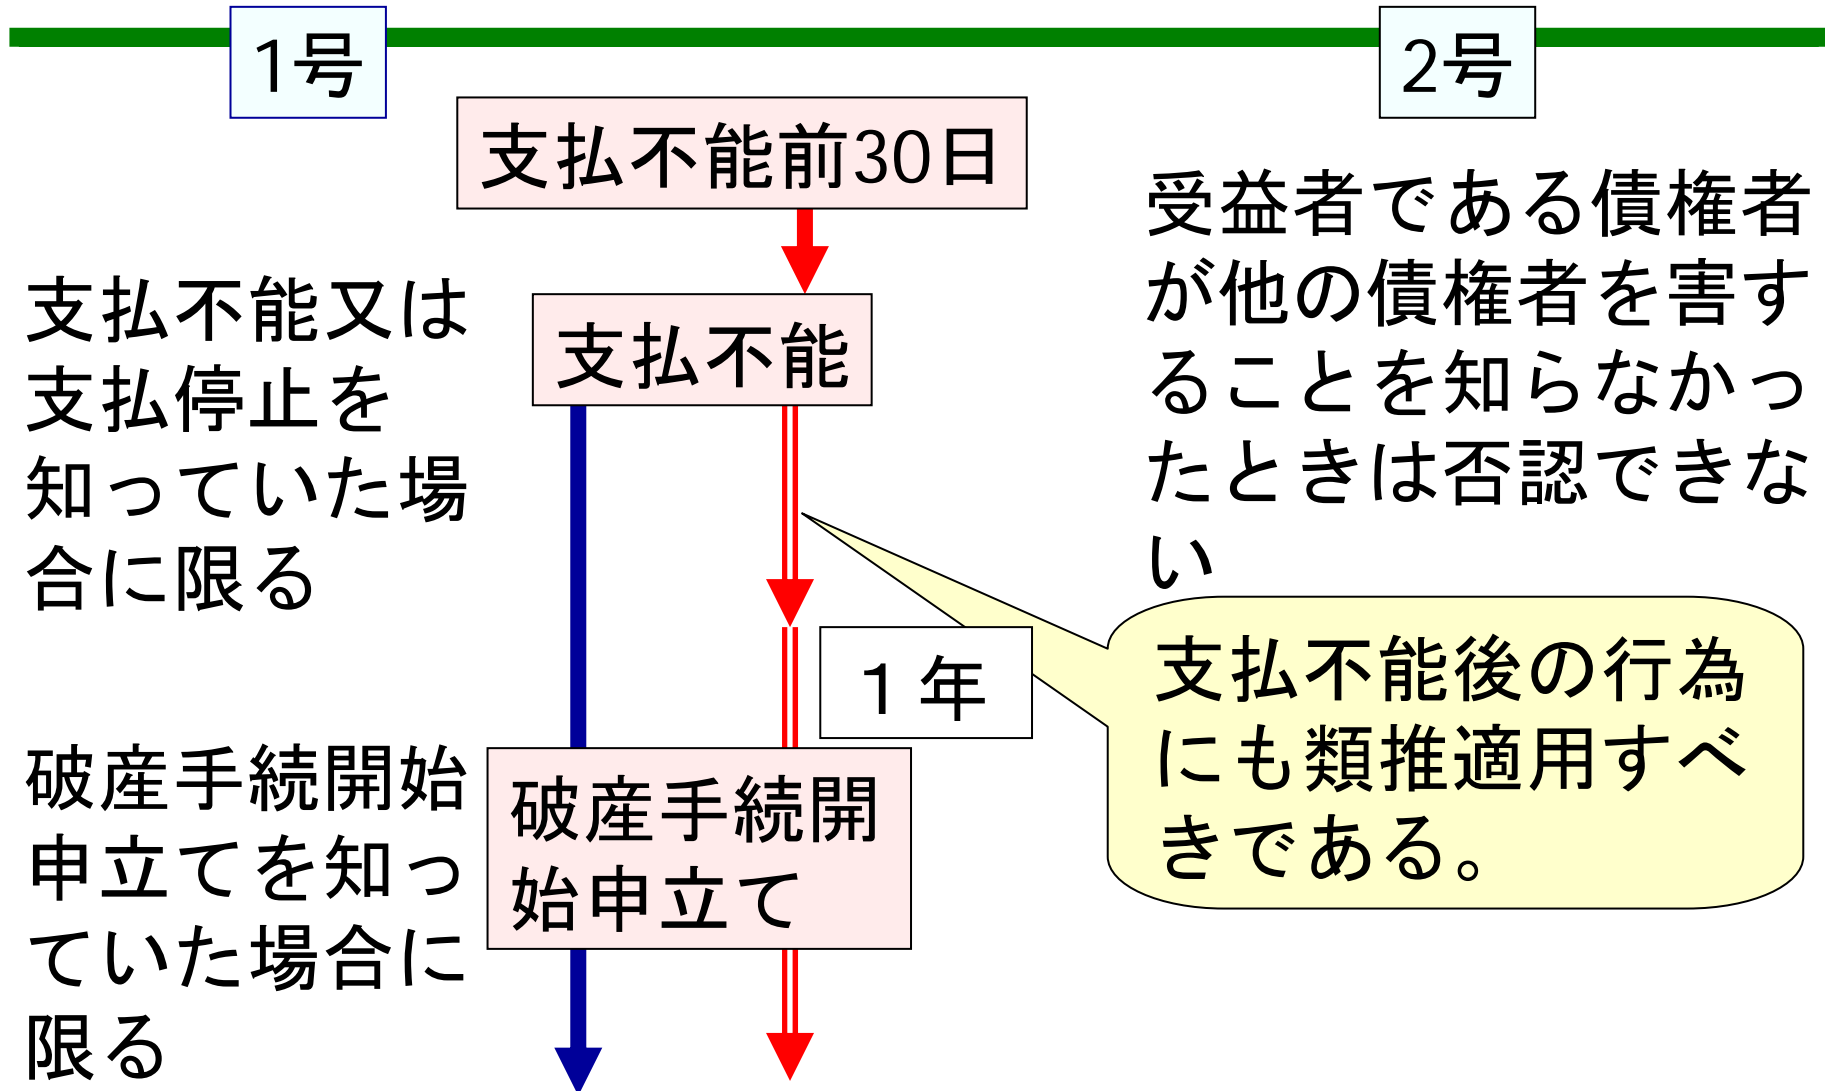 1号
2号
支払不能前30日
受益者である債権者
が他の債権者を害す
ることを知らなかっ
たときは否認できな
い
支払不能又は
支払停止を
知っていた場
合に限る
支払不能
1年
支払不能後の行為
にも類推適用すべ
きである。
破産手続開始
申立てを知っ
ていた場合に
限る
破産手続開
始申立て